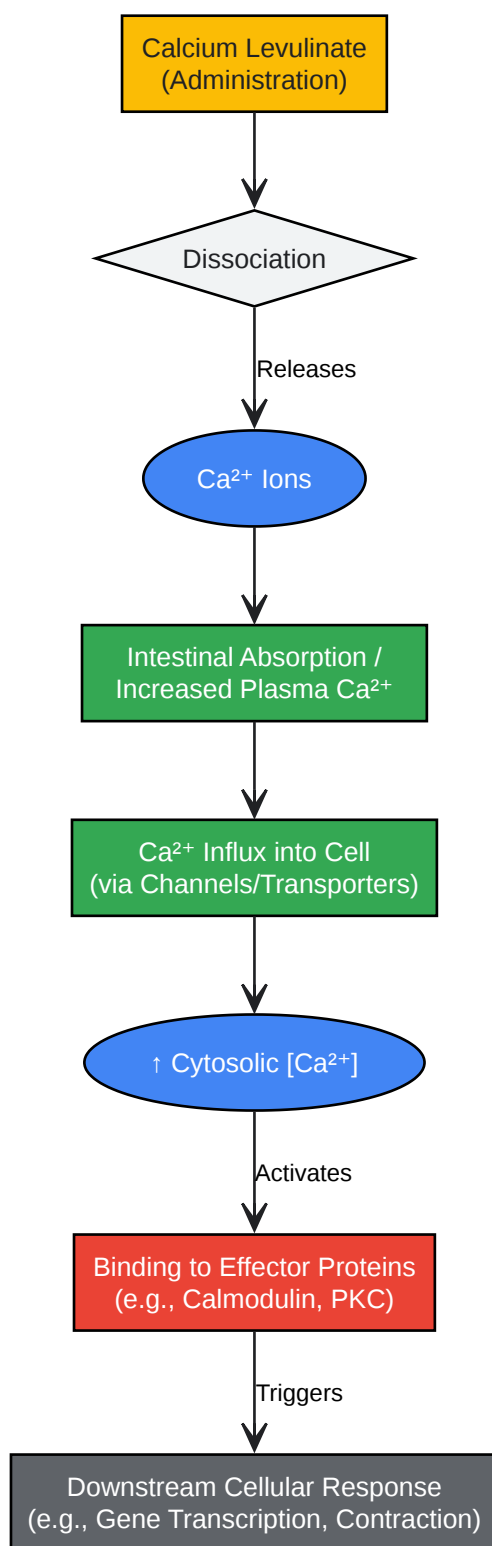 Calcium Levulinate
(Administration)
Dissociation
Releases
Ca²⁺ Ions
Intestinal Absorption /
Increased Plasma Ca²⁺
Ca²⁺ Influx into Cell
(via Channels/Transporters)
↑ Cytosolic [Ca²⁺]
Activates
Binding to Effector Proteins
(e.g., Calmodulin, PKC)
Triggers
Downstream Cellular Response
(e.g., Gene Transcription, Contraction)